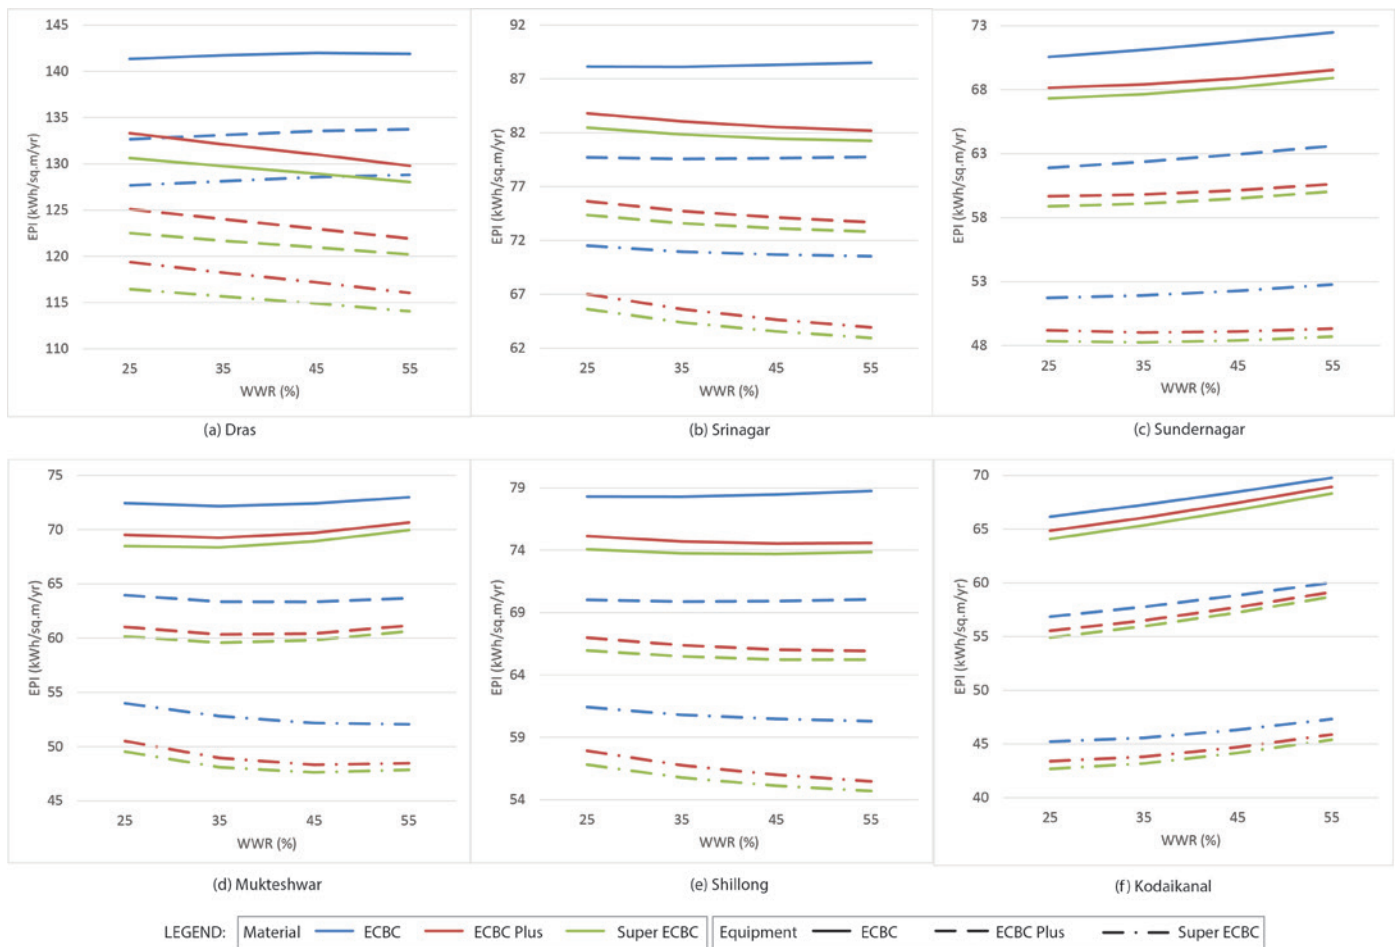 EPI (kWh/sq.m/yr)
145
140
135
130
125
120
115
110
25 35 45 55
WWR (%)
(a) Dras
EPI (kWh/sq.m/yr)
92
87
82
77
72
67
62
25 35 45 55
WWR (%)
(b) Srinagar
EPI (kWh/sq.m/yr)
73
68
63
58
53
48
25 35 45 55
WWR (%)
(c) Sundernagar
EPI (kWh/sq.m/yr)
75
70
65
60
55
50
45
25 35 45 55
WWR (%)
(d) Mukteshwar
EPI (kWh/sq.m/yr)
79
74
69
64
59
54
25 35 45 55
WWR (%)
(e) Shillong
EPI (kWh/sq.m/yr)
70
65
60
55
50
45
40
25 35 45 55
WWR (%)
(f) Kodaikanal
LEGEND: Material ECBC ECBC Plus Super ECBC Equipment ECBC ECBC Plus Super ECBC